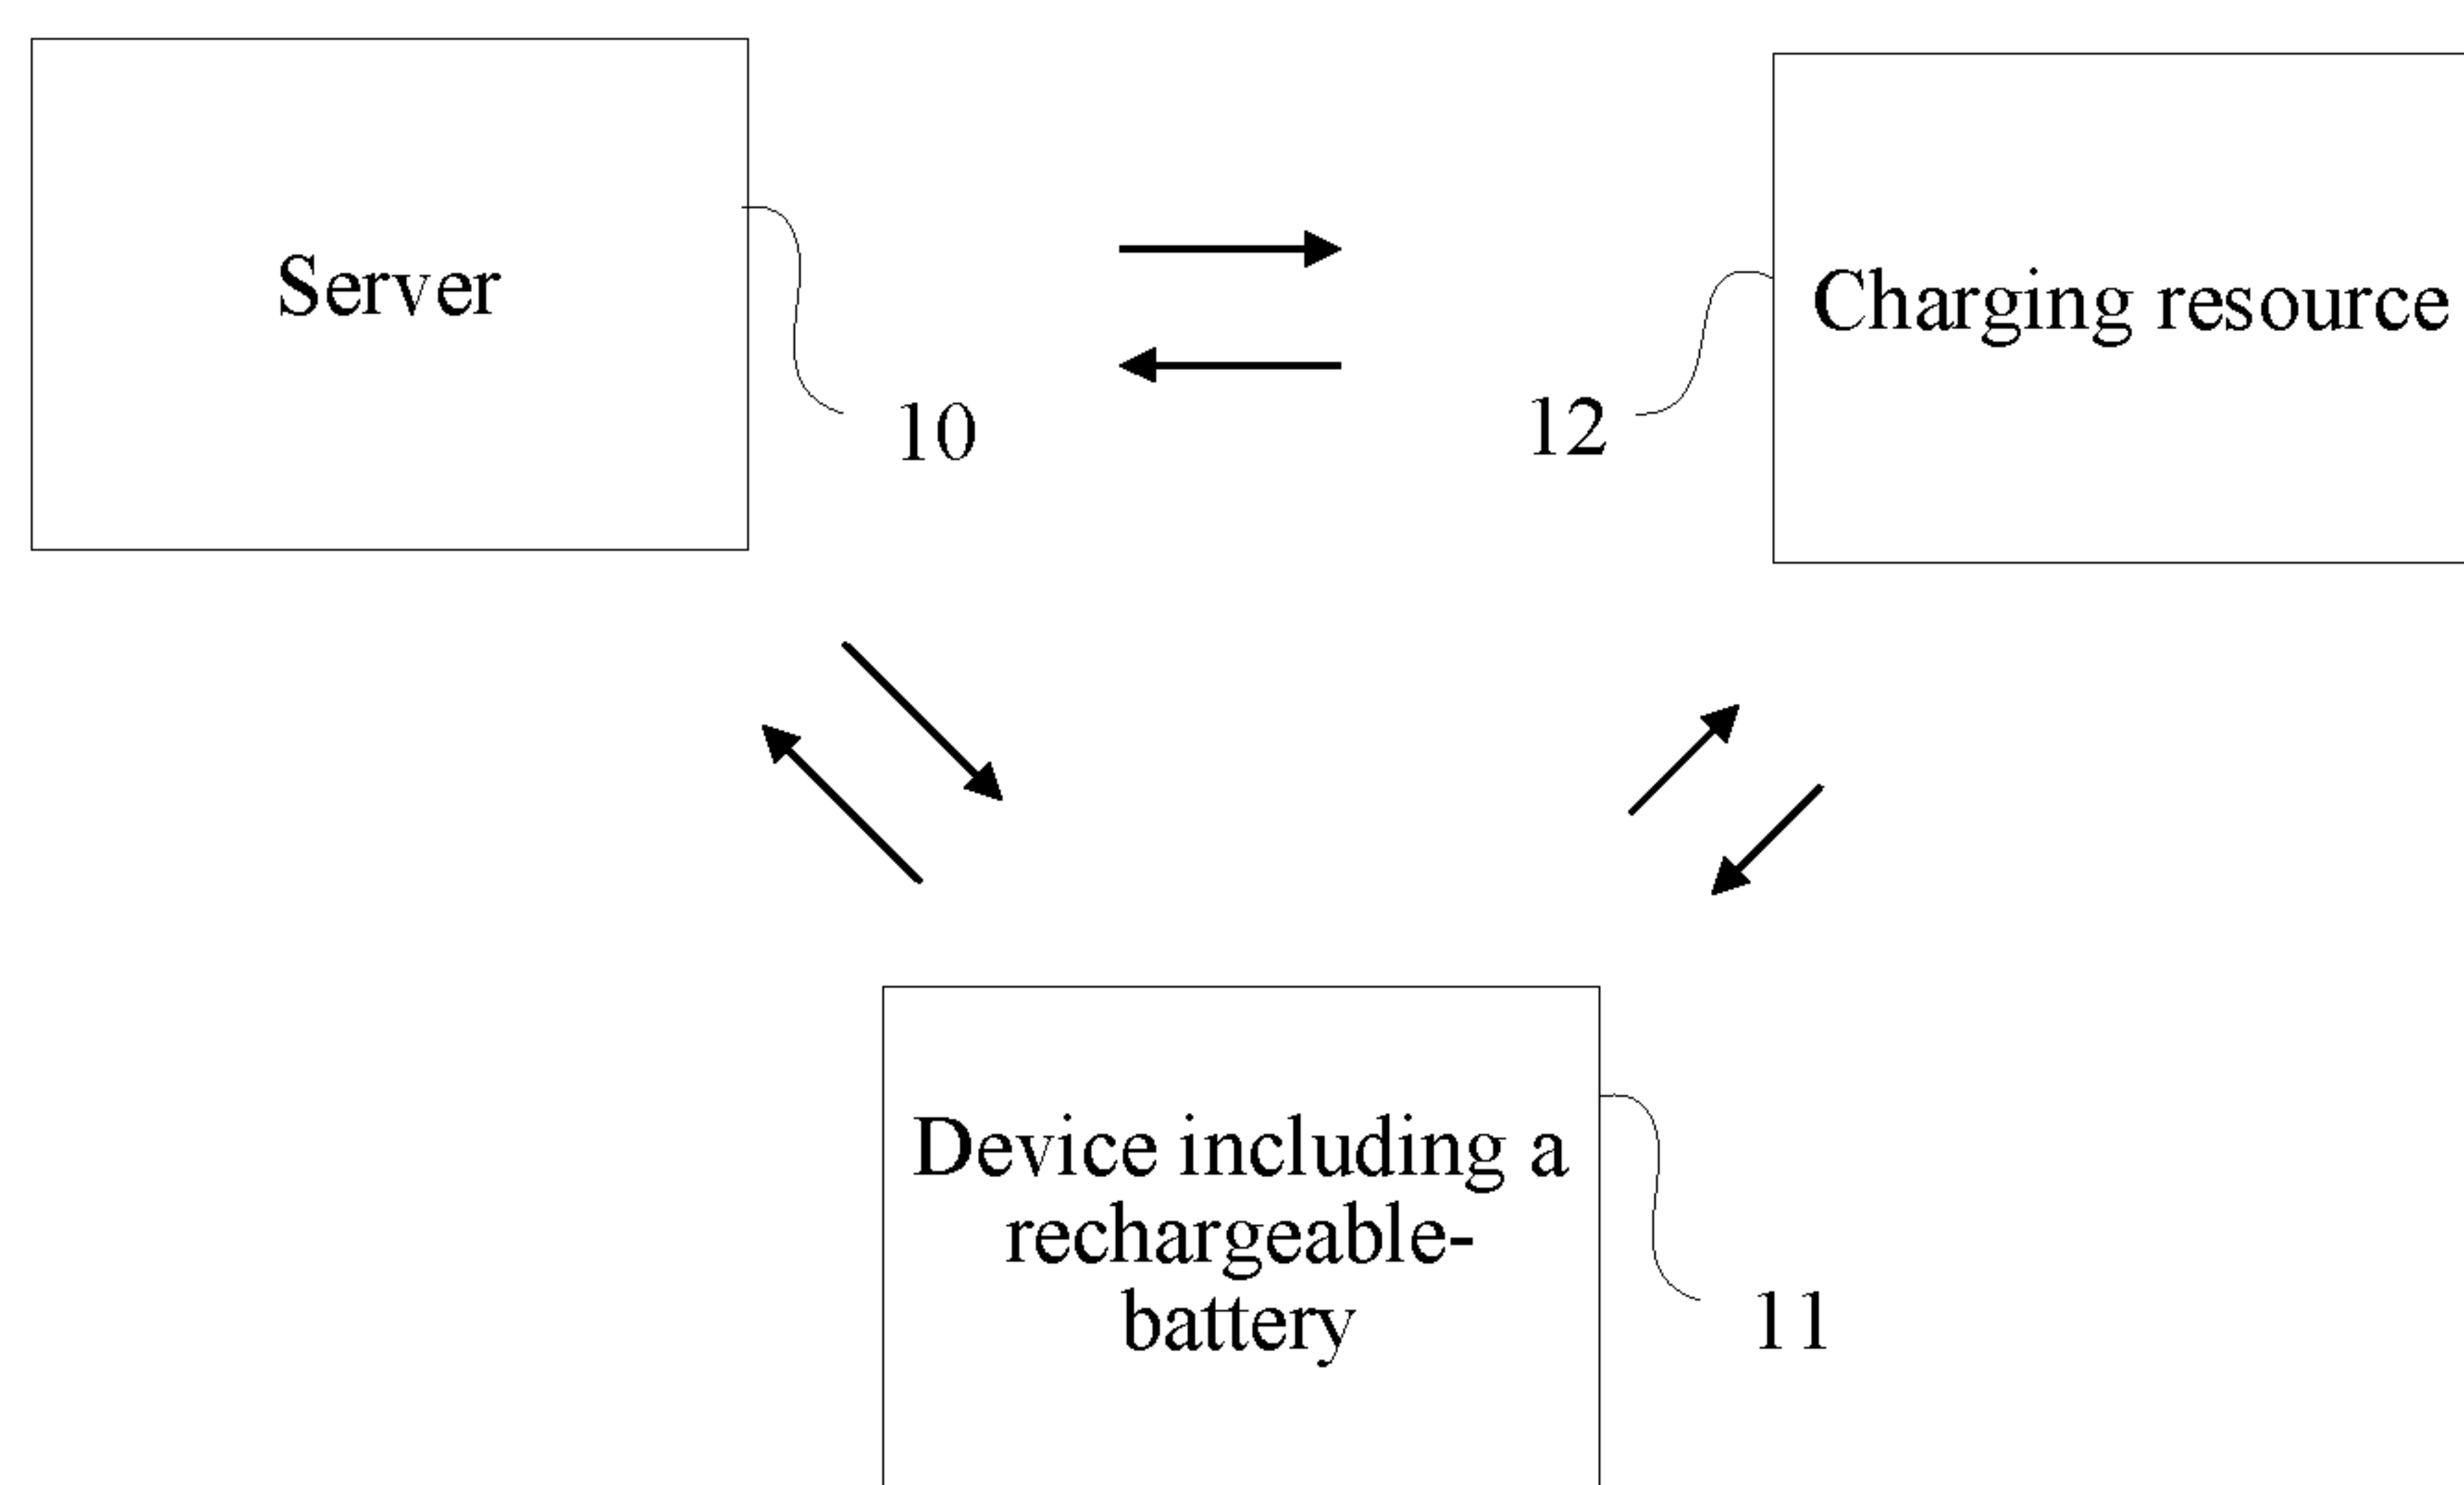 Server
Charging resource
10
12
Device including a
rechargeable-
battery
11